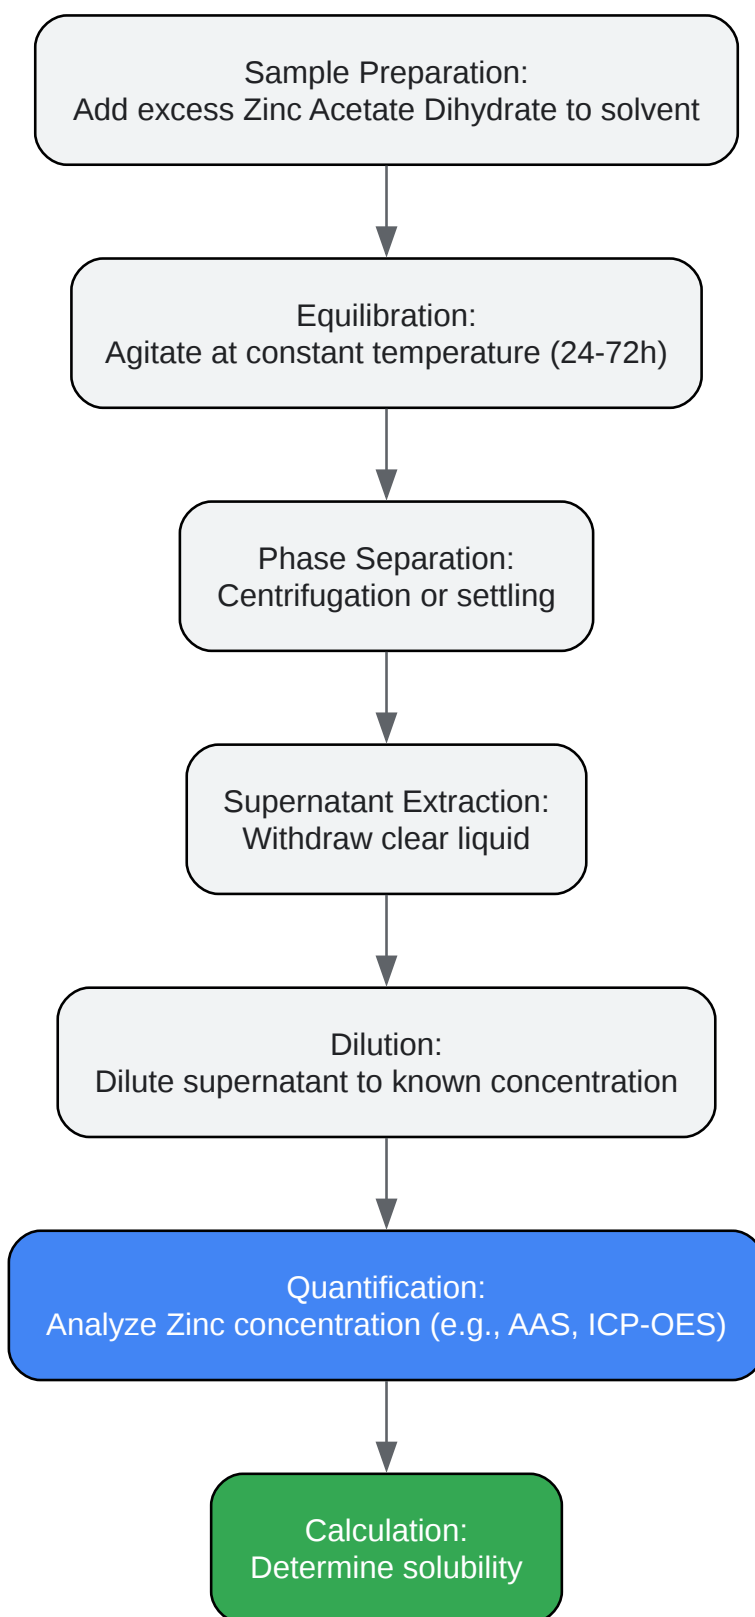 Sample Preparation:
Add excess Zinc Acetate Dihydrate to solvent
Equilibration:
Agitate at constant temperature (24-72h)
Phase Separation:
Centrifugation or settling
Supernatant Extraction:
Withdraw clear liquid
Dilution:
Dilute supernatant to known concentration
Quantification:
Analyze Zinc concentration (e.g., AAS, ICP-OES)
Calculation:
Determine solubility